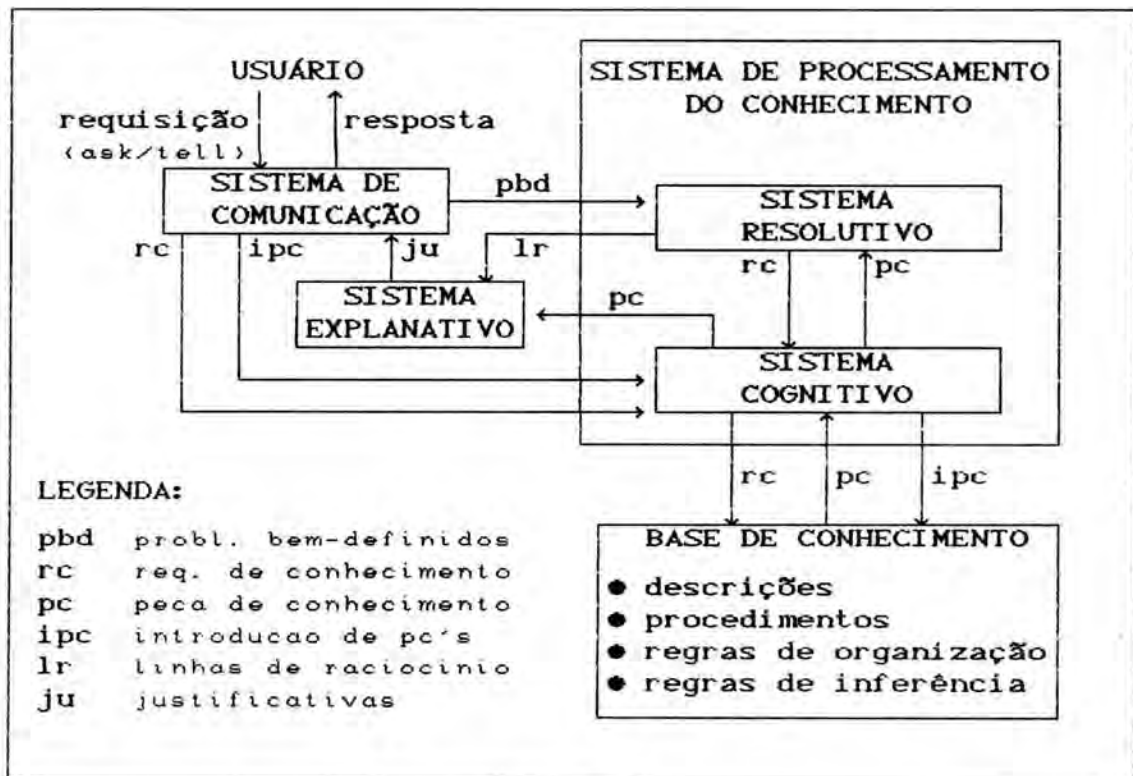 USUÁRIO
requisição
(ask/tell)
resposta
SISTEMA DE
COMUNICAÇÃO
rc
ipc
ju
lr
pbd
SISTEMA
EXPLANATIVO
pc
SISTEMA DE PROCESSAMENTO
DO CONHECIMENTO
SISTEMA
RESOLUTIVO
rc
pc
SISTEMA
COGNITIVO
rc
pc
ipc
BASE DE CONHECIMENTO
● descrições
● procedimentos
● regras de organização
● regras de inferência
LEGENDA:
pbd probl. bem-definidos
rc req. de conhecimento
pc peca de conhecimento
ipc introducao de pc's
lr linhas de raciocinio
ju justificativas